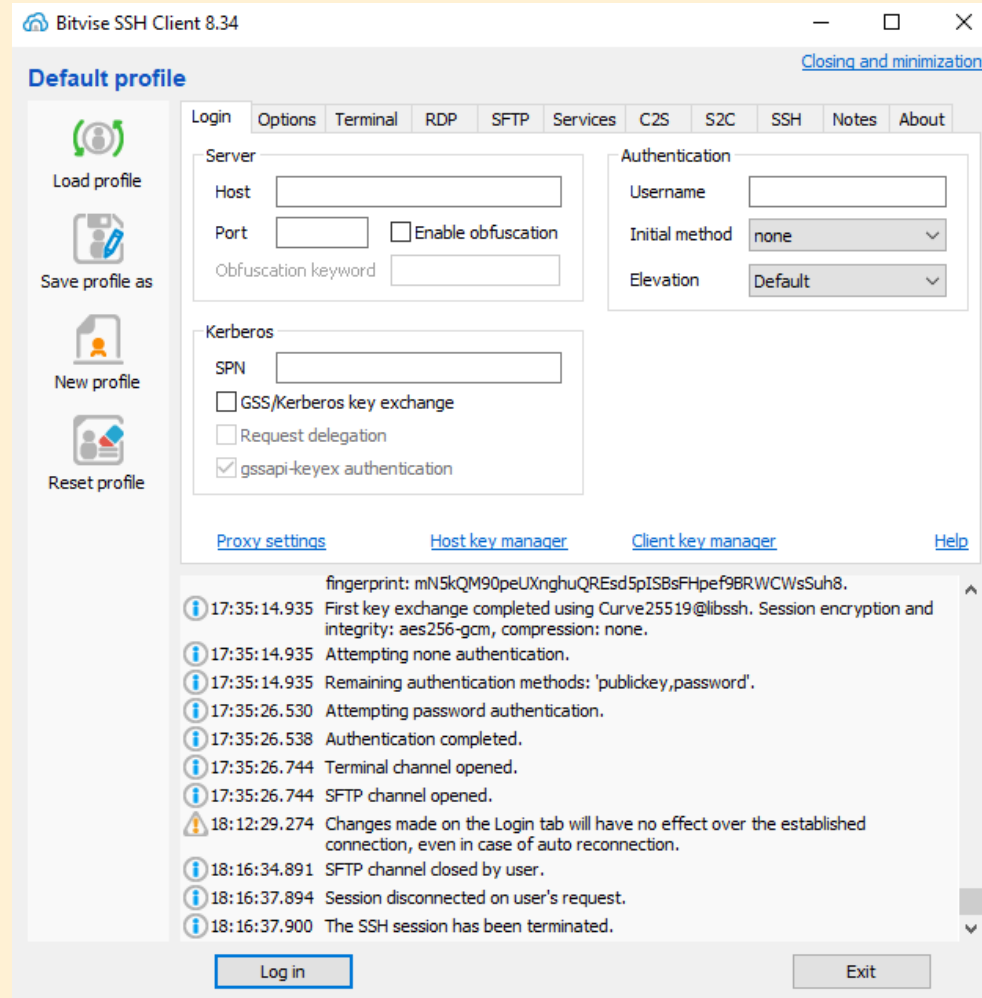 Bitvise SSH Client 8.34
Closing and minimization
Default profile
Load profile
Save profile as
New profile
Reset profile
Login Options Terminal RDP SFTP Services C2S S2C SSH Notes About
Server
Host
Port Enable obfuscation
Obfuscation keyword
Authentication
Username
Initial method none
Elevation Default
Kerberos
SPN
GSS/Kerberos key exchange
Request delegation
gssapi-keyex authentication
Proxy settings Host key manager Client key manager Help
fingerprint: mN5kQM90peUXnghuQREsd5pISBsFHpef9BRWCWsSuh8.
17:35:14.935 First key exchange completed using Curve25519@libssh. Session encryption and
integrity: aes256-gcm, compression: none.
17:35:14.935 Attempting none authentication.
17:35:14.935 Remaining authentication methods: 'publickey,password'.
17:35:26.530 Attempting password authentication.
17:35:26.538 Authentication completed.
17:35:26.744 Terminal channel opened.
17:35:26.744 SFTP channel opened.
18:12:29.274 Changes made on the Login tab will have no effect over the established
connection, even in case of auto reconnection.
18:16:34.891 SFTP channel closed by user.
18:16:37.894 Session disconnected on user's request.
18:16:37.900 The SSH session has been terminated.
Log in Exit